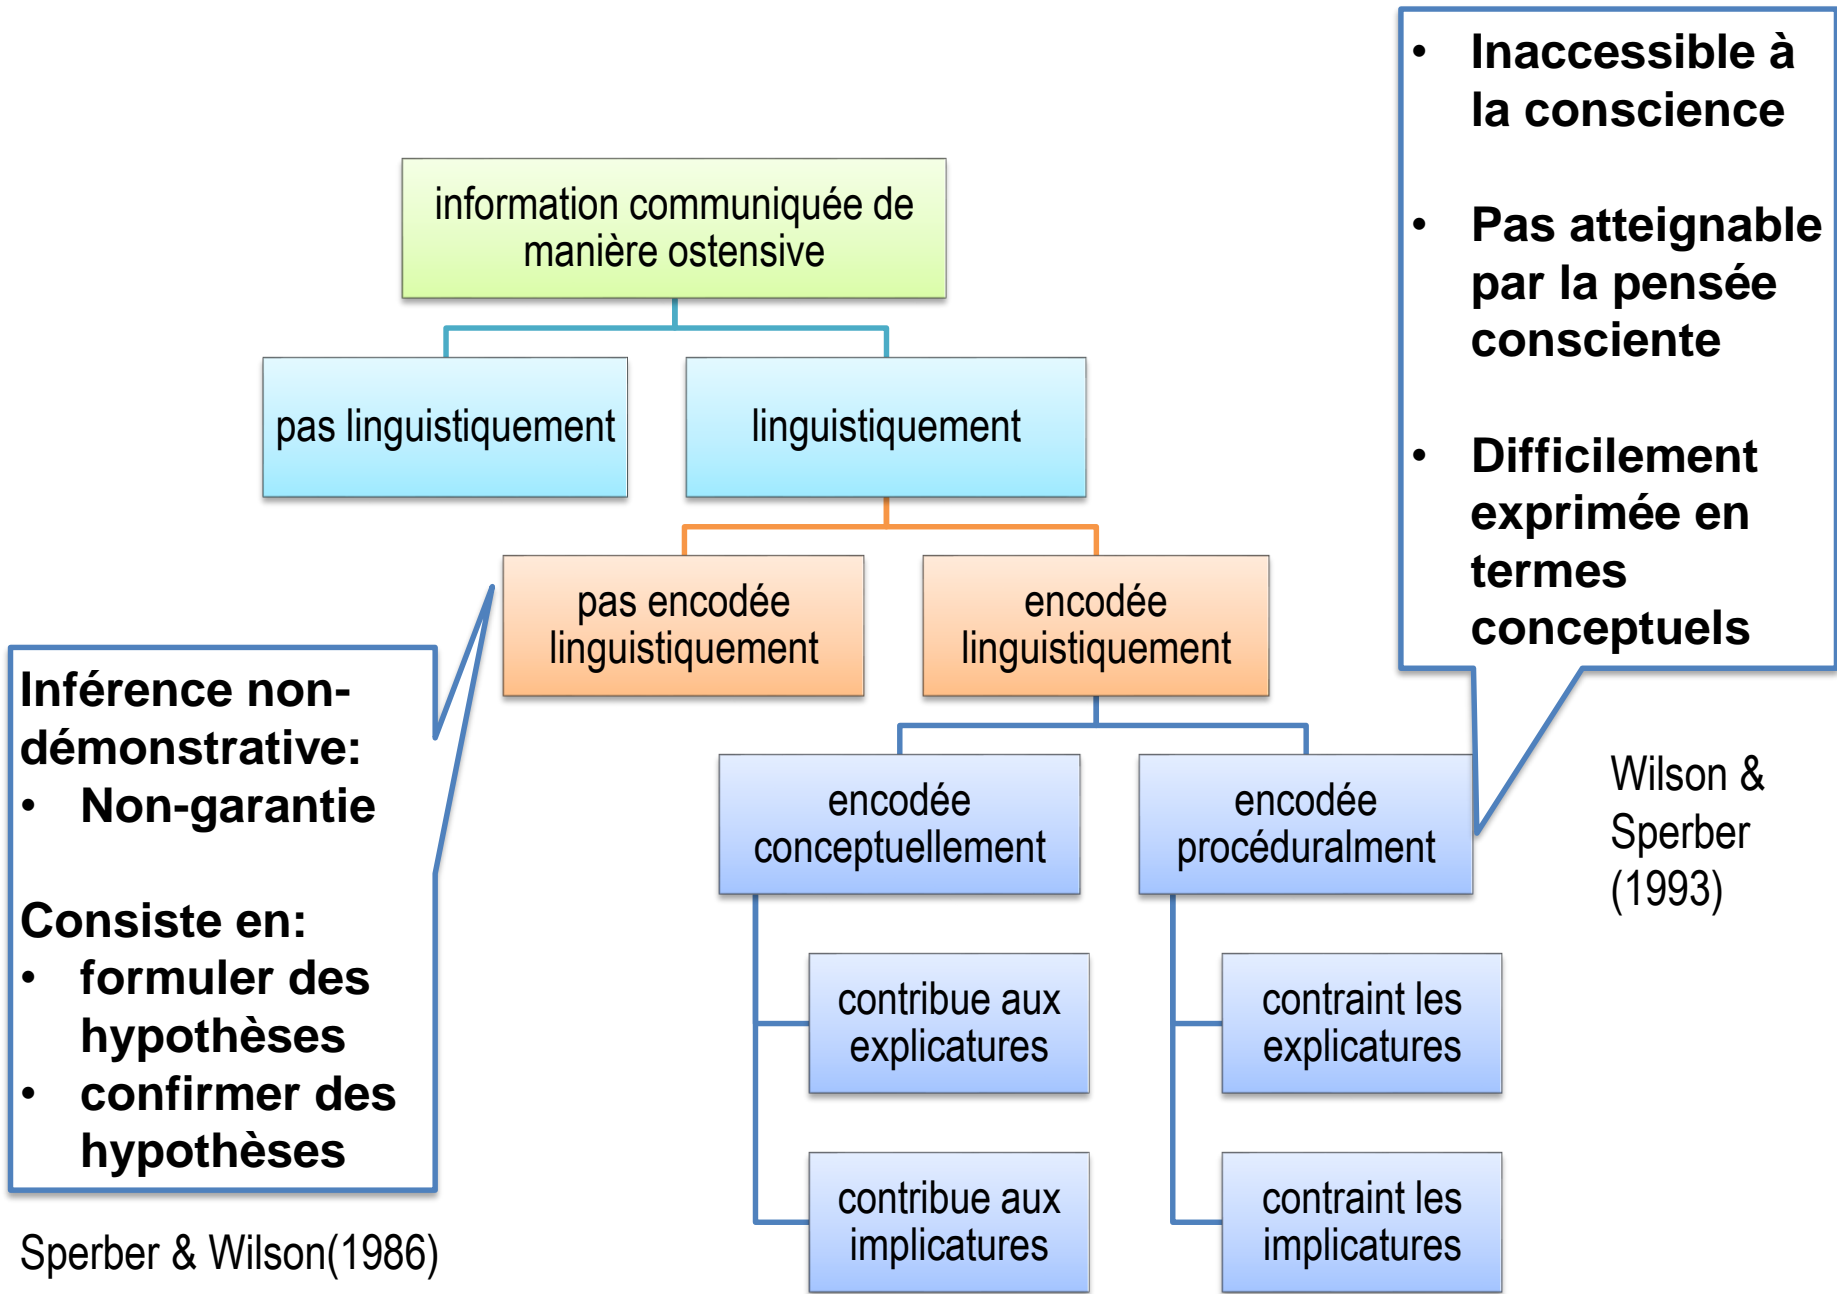 information communiquée de
manière ostensive
pas linguistiquement
linguistiquement
pas encodée
linguistiquement
encodée
linguistiquement
encodée
conceptuellement
encodée
procéduralment
contribue aux
explicatures
contraint les
explicatures
contribue aux
implicatures
contraint les
implicatures
• Inaccessible à
la conscience
• Pas atteignable
par la pensée
consciente
• Difficilement
exprimée en
termes
conceptuels
Wilson &
Sperber
(1993)
Inférence non-
démonstrative:
• Non-garantie
Consiste en:
• formuler des
hypothèses
• confirmer des
hypothèses
Sperber & Wilson(1986)